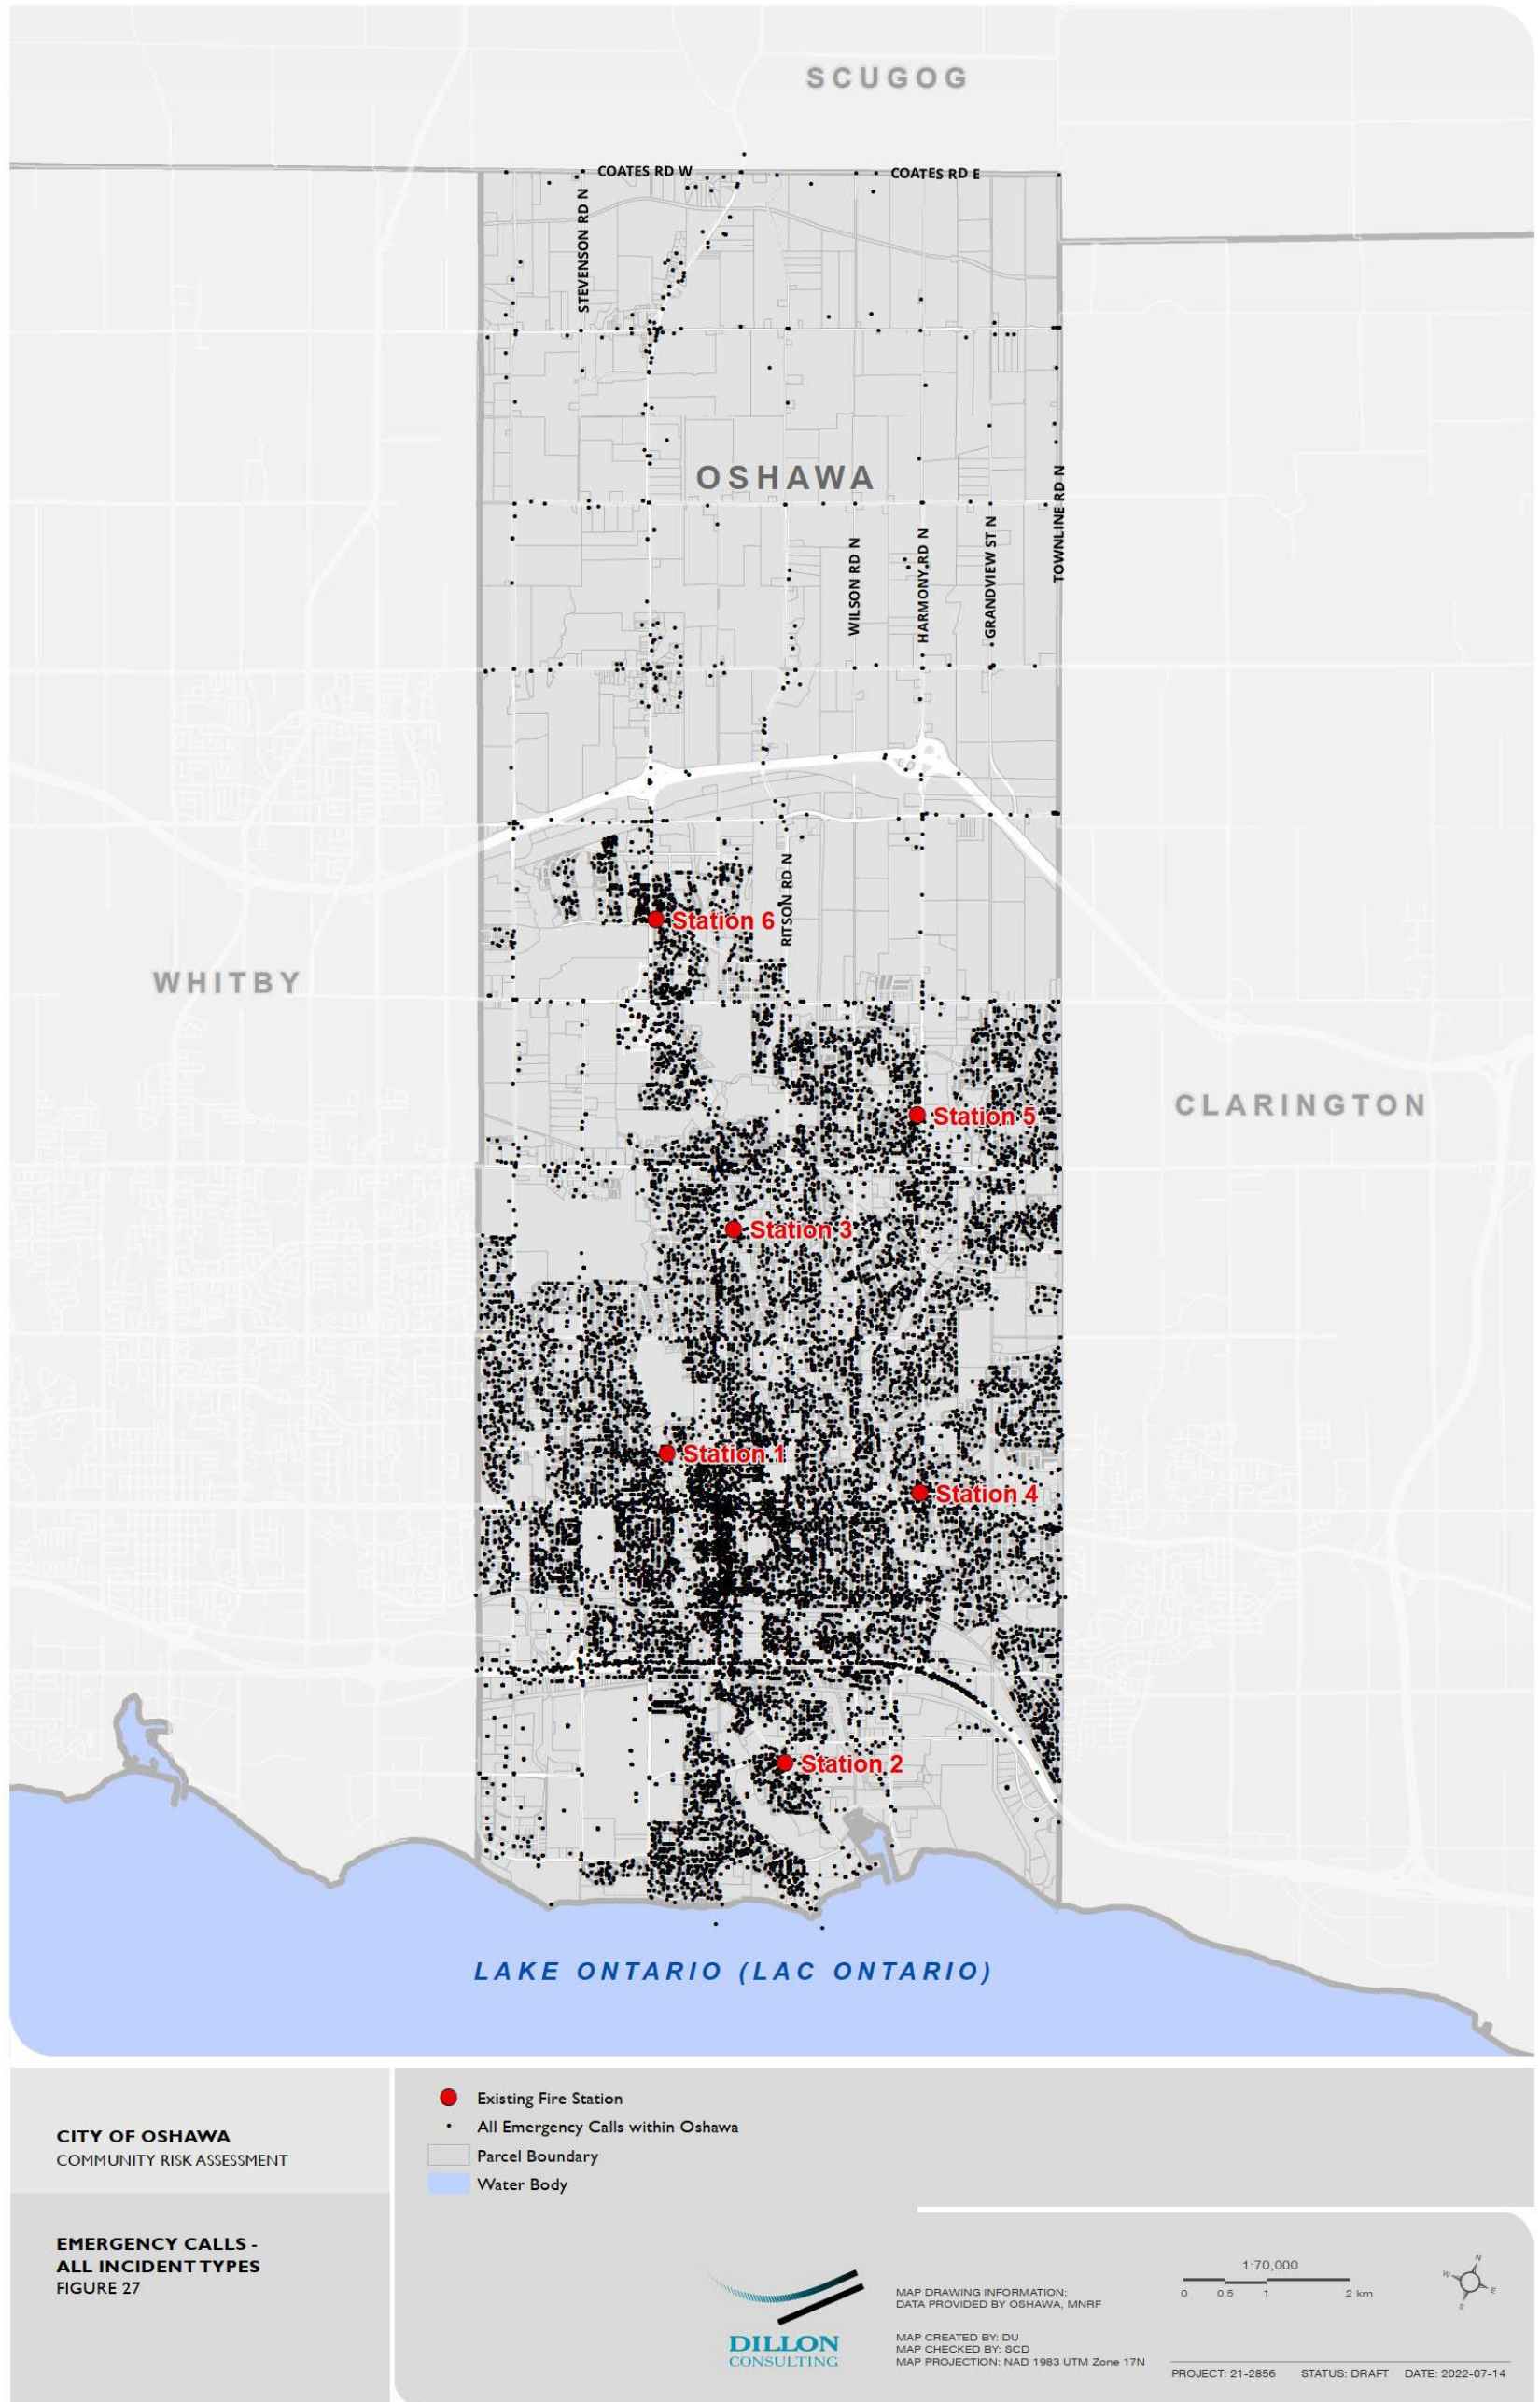 SCUGOG
COATES RD W
COATES RD E
STEVENSON RD N
OSHAWA
TOWNLINE RD N
WILSON RD N
HARMONY RD N
GRANDVIEW ST N
RITSON RD N
Station 6
WHITBY
CLARINGTON
Station 5
Station 3
Station 1
Station 4
Station 2
LAKE ONTARIO (LAC ONTARIO)
CITY OF OSHAWA
COMMUNITY RISK ASSESSMENT
EMERGENCY CALLS -
ALL INCIDENT TYPES
FIGURE 27
Existing Fire Station
All Emergency Calls within Oshawa
Parcel Boundary
Water Body
DILLON
CONSULTING
MAP DRAWING INFORMATION:
DATA PROVIDED BY OSHAWA, MNRF
MAP CREATED BY: DU
MAP CHECKED BY: SCD
MAP PROJECTION: NAD 1983 UTM Zone 17N
1:70,000
0 0.5 1 2 km
N
W
E
S
PROJECT: 21-2856 STATUS: DRAFT DATE: 2022-07-14